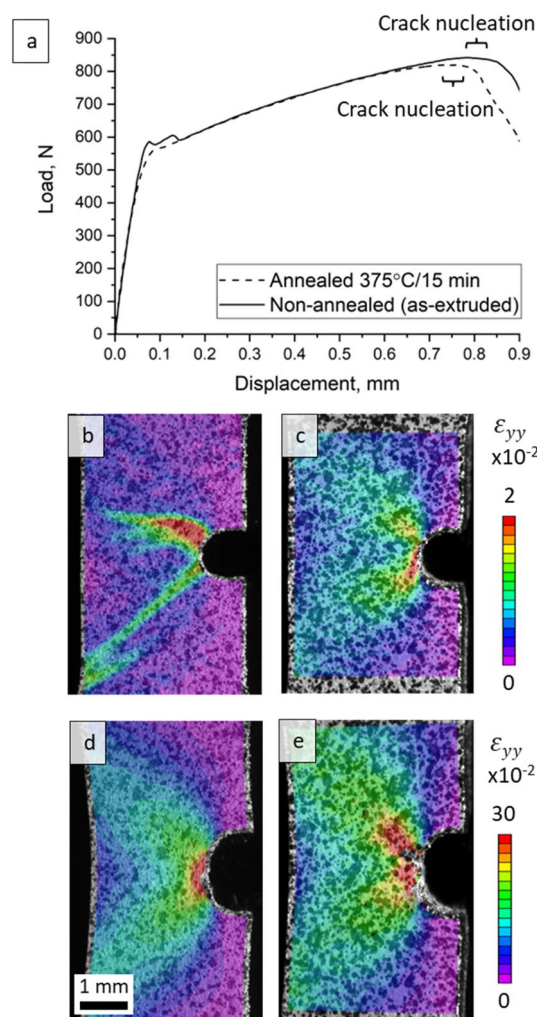 a
Crack nucleation
Crack nucleation
900
800
700
600
500
400
300
200
100
0
Load, N
Annealed 375°C/15 min
Non-annealed (as-extruded)
0.0 0.1 0.2 0.3 0.4 0.5 0.6 0.7 0.8 0.9
Displacement, mm
b
c
εyy
x10⁻²
2
0
d
e
εyy
x10⁻²
30
0
1 mm